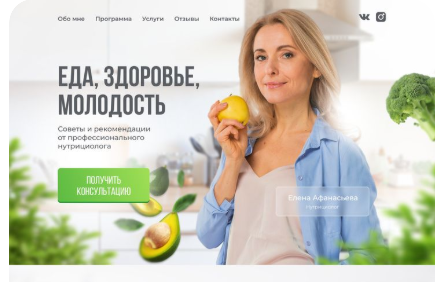 Обо мне Программа Услуги Отзывы Контакты
ЕДА, ЗДОРОВЬЕ,
МОЛОДОСТЬ
Советы и рекомендации
от профессионального
нутрициолога
ПОЛУЧИТЬ
КОНСУЛЬТАЦИЮ
Елена Афанасьева
нутрициолог